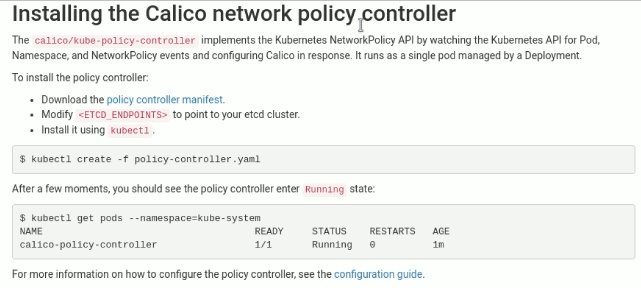 Installing the Calico network policy controller
The calico/kube-policy-controller implements the Kubernetes NetworkPolicy API by watching the Kubernetes API for Pod,
Namespace, and NetworkPolicy events and configuring Calico in response. It runs as a single pod managed by a Deployment.
To install the policy controller:
• Download the policy controller manifest.
• Modify <ETCD_ENDPOINTS> to point to your etcd cluster.
• Install it using kubectl.
$ kubectl create -f policy-controller.yaml
After a few moments, you should see the policy controller enter Running state:
$ kubectl get pods --namespace=kube-system
NAME READY STATUS RESTARTS AGE
calico-policy-controller 1/1 Running 0 1m
For more information on how to configure the policy controller, see the configuration guide.